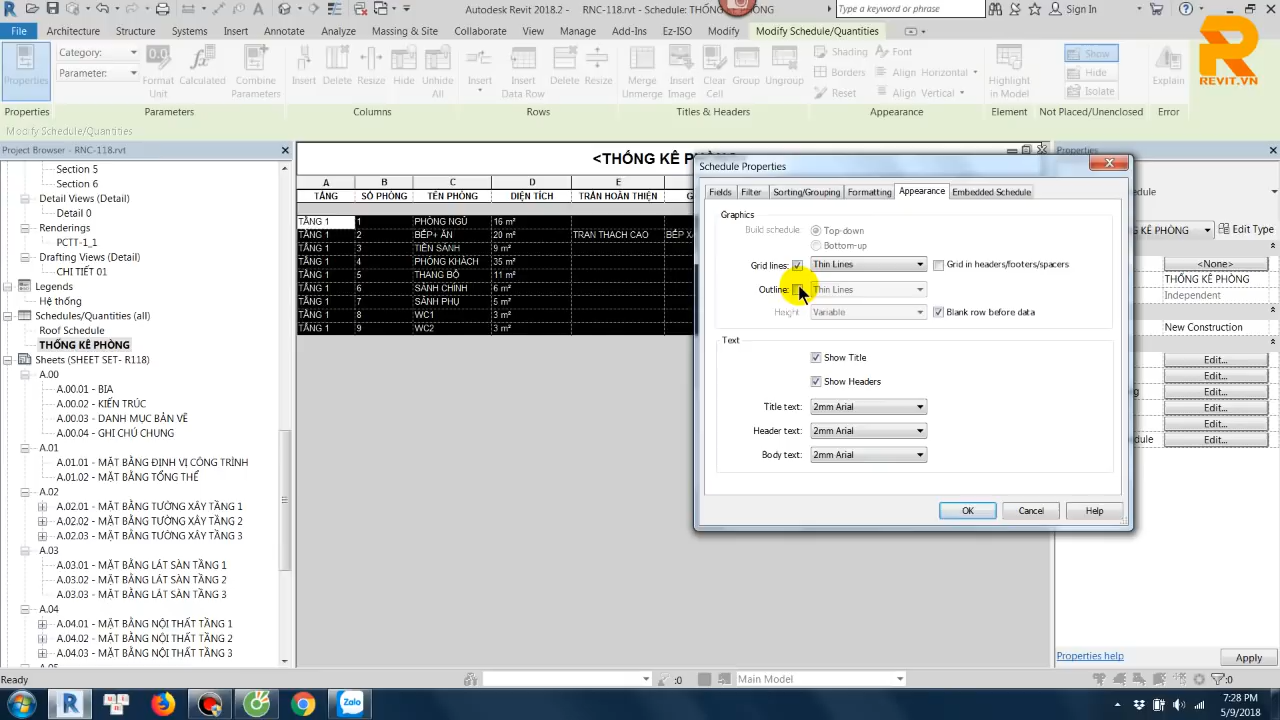 Autodesk Revit 2018.2 - RNC-118.rvt - Schedule: THỐNG KÊ PHÒNG
Type a keyword or phrase
Sign In
File Architecture Structure Systems Insert Annotate Analyze Massing & Site Collaborate View Manage Add-Ins Ez-ISO Modify Modify Schedule/Quantities
Category:
Parameter:
Properties
Format Unit
Calculated
Combine Parameters
Insert Delete Resize Hide Unhide All
Insert Insert Data Row Delete Resize
Merge Unmerge Insert Image Clear Cell Group Ungroup
Shading
Borders
Reset
Font
Align Horizontal
Align Vertical
Highlight in Model
Show
Hide
Isolate
Explain
Properties Parameters Columns Rows Titles & Headers Appearance Element Not Placed/Unenclosed Error
REVIT.VN
Modify Schedule/Quantities
Project Browser - RNC-118.rvt
Section 5
Section 6
Detail Views (Detail)
Detail 0
Renderings
PCTT 1_1
Drafting Views (Detail)
CHI TIẾT 01
Legends
Hệ thống
Schedules/Quantities (all)
Roof Schedule
THỐNG KÊ PHÒNG
Sheets (SHEET SET- R118)
A.00
A.00.01 - BÌA
A.00.02 - KIẾN TRÚC
A.00.03 - DANH MỤC BẢN VẼ
A.00.04 - GHI CHÚ CHUNG
A.01
A.01.01 - MẶT BẰNG ĐỊNH VỊ CÔNG TRÌNH
A.01.02 - MẶT BẰNG TỔNG THỂ
A.02
A.02.01 - MẶT BẰNG TƯỜNG XÂY TẦNG 1
A.02.02 - MẶT BẰNG TƯỜNG XÂY TẦNG 2
A.02.03 - MẶT BẰNG TƯỜNG XÂY TẦNG 3
A.03
A.03.01 - MẶT BẰNG LÁT SÀN TẦNG 1
A.03.02 - MẶT BẰNG LÁT SÀN TẦNG 2
A.03.03 - MẶT BẰNG LÁT SÀN TẦNG 3
A.04
A.04.01 - MẶT BẰNG NỘI THẤT TẦNG 1
A.04.02 - MẶT BẰNG NỘI THẤT TẦNG 2
A.04.03 - MẶT BẰNG NỘI THẤT TẦNG 3
<THỐNG KÊ PHÒNG
A B C D E
TẦNG SỐ PHÒNG TÊN PHÒNG DIỆN TÍCH TRẦN HOÀN THIỆN
TẦNG 1 1 PHÒNG NGỦ 16 m²
TẦNG 1 2 BẾP+ ĂN 20 m² TRẦN THẠCH CAO
TẦNG 1 3 TIỀN SẢNH 9 m²
TẦNG 1 4 PHÒNG KHÁCH 35 m²
TẦNG 1 5 THANG BỘ 11 m²
TẦNG 1 6 SẢNH CHÍNH 6 m²
TẦNG 1 7 SẢNH PHỤ 5 m²
TẦNG 1 8 WC1 3 m²
TẦNG 1 9 WC2 3 m²
Schedule Properties
Fields Filter Sorting/Grouping Formatting Appearance Embedded Schedule
Graphics
Build schedule: Top-down
Bottom-up
Grid lines: Thin Lines Grid in headers/footers/spacers
Outline: Thin Lines
Height Variable Blank row before data
Text
Show Title
Show Headers
Title text: 2mm Arial
Header text: 2mm Arial
Body text: 2mm Arial
OK Cancel Help
Properties
Edit Type
<None>
THỐNG KÊ PHÒNG
Independent
New Construction
Edit...
Edit...
Edit...
Edit...
Edit...
Edit...
Properties help
Apply
Ready
:0
Main Model
:0
Zalo
7:28 PM
5/9/2018